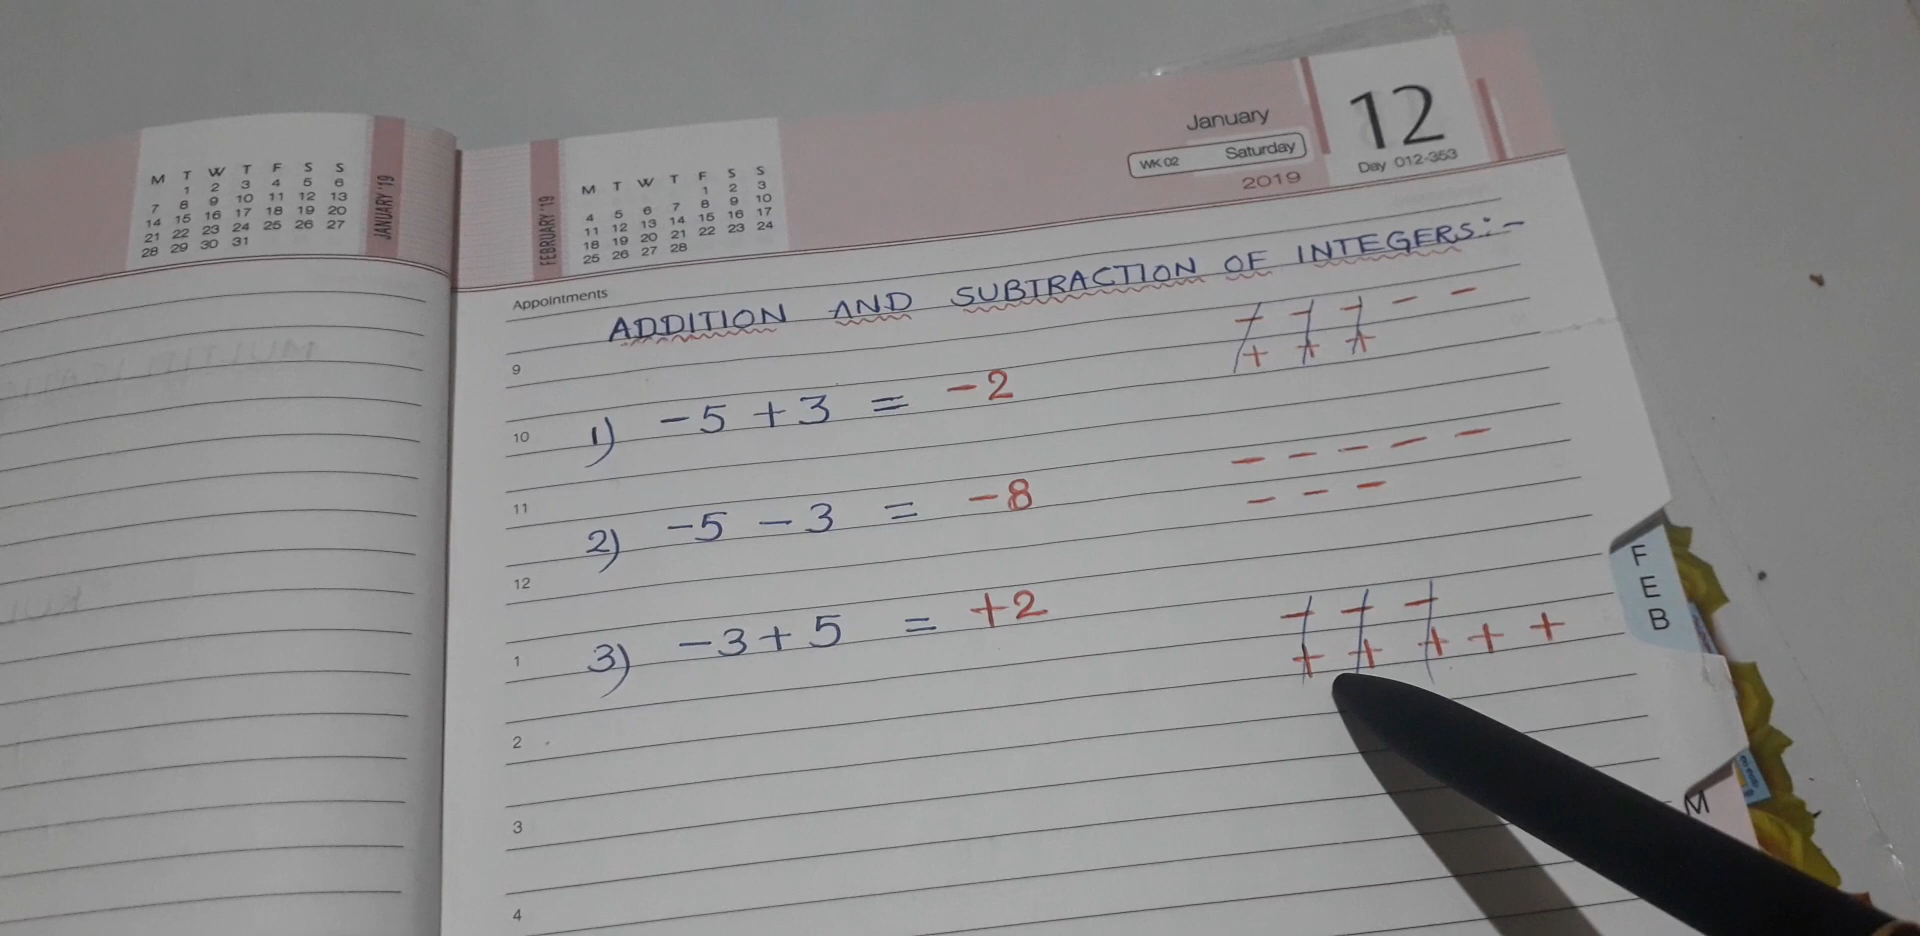 M T W T F S S
1 2 3 4 5 6
7 8 9 10 11 12 13
14 15 16 17 18 19 20
21 22 23 24 25 26 27
28 29 30 31
JANUARY '19
FEBRUARY '19
M T W T F S S
1 2 3
4 5 6 7 8 9 10
11 12 13 14 15 16 17
18 19 20 21 22 23 24
25 26 27 28
January
WK 02 Saturday
2019
12
Day 012-353
Appointments
ADDITION AND SUBTRACTION OF INTEGERS:-
- - - - -
+ + +
9
1) -5 + 3 = -2
10
- - - - -
- - -
2) -5 - 3 = -8
11
12
- - -
+ + + + +
3) -3 + 5 = +2
1
2
3
4
F
E
B
M